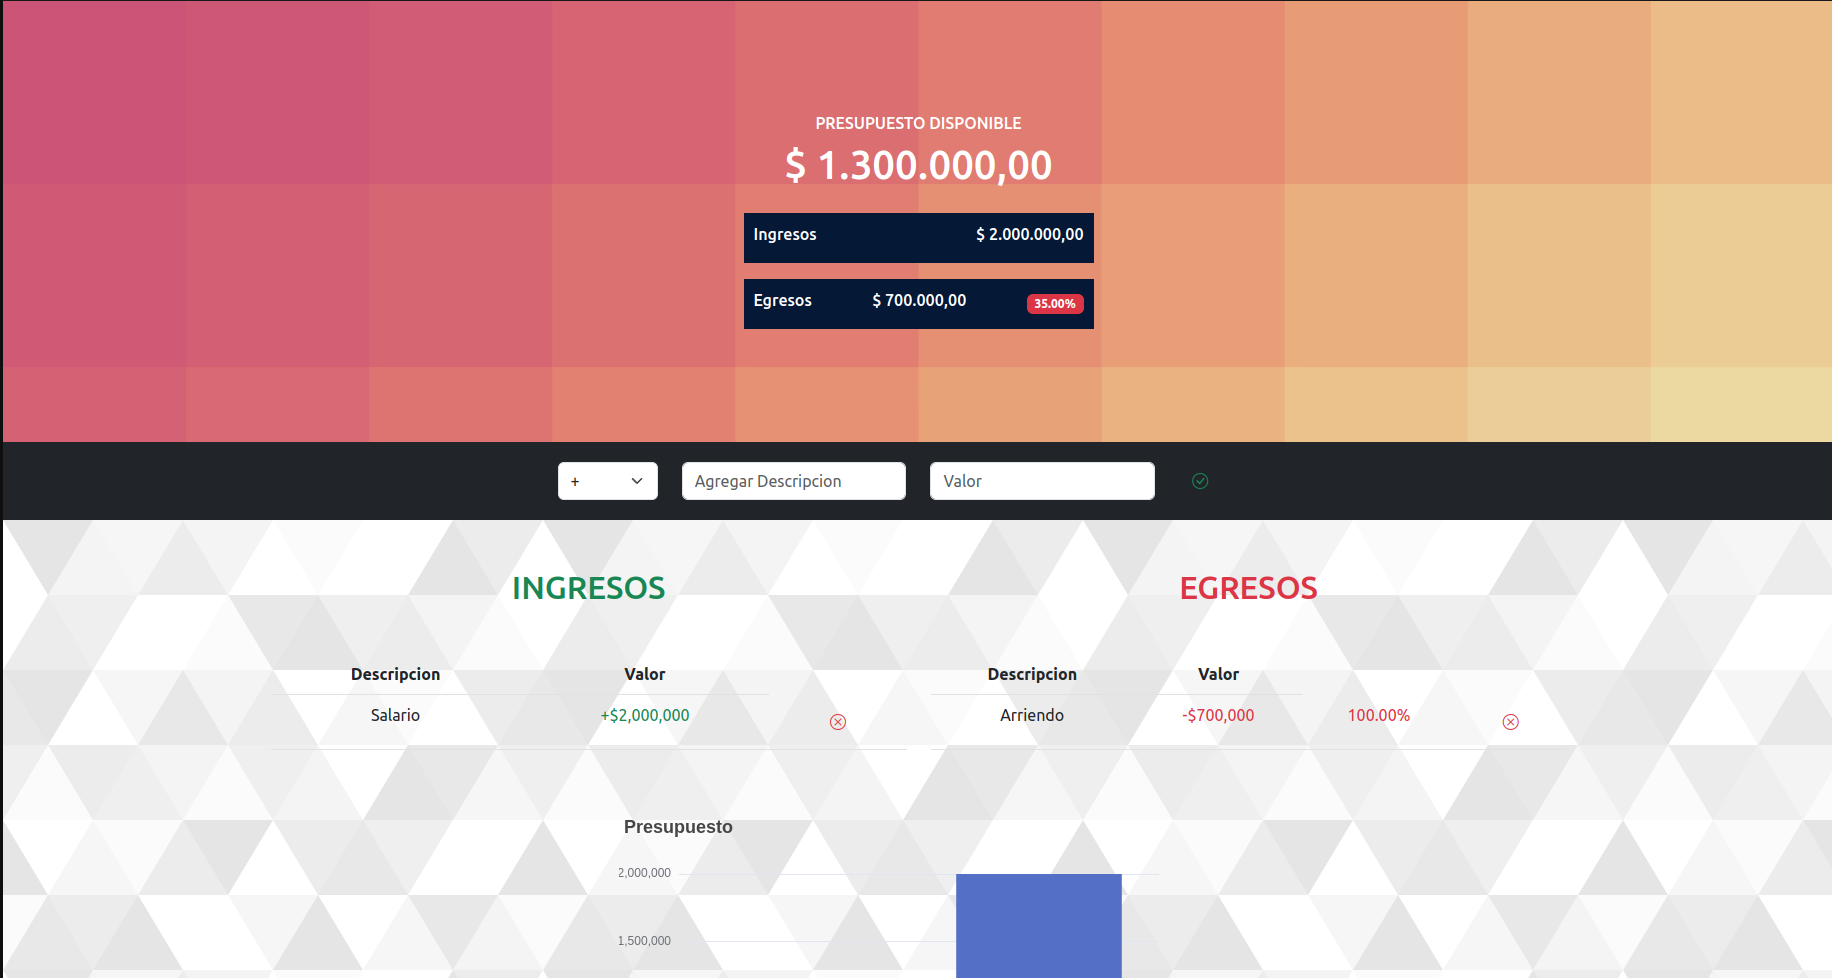 PRESUPUESTO DISPONIBLE
$ 1.300.000,00
Ingresos $ 2.000.000,00
Egresos $ 700.000,00 35.00%
+ Agregar Descripcion Valor
INGRESOS
Descripcion Valor
Salario +$2,000,000
EGRESOS
Descripcion Valor
Arriendo -$700,000 100.00%
Presupuesto
2,000,000
1,500,000